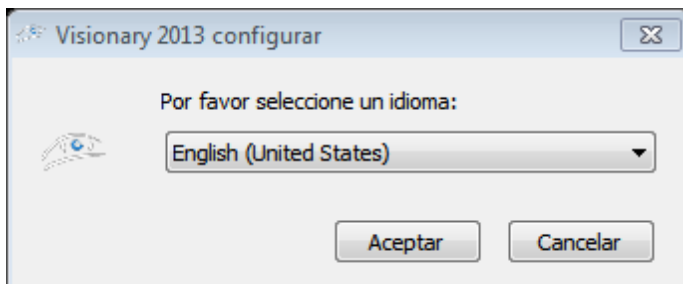 Visionary 2013 configurar
Por favor seleccione un idioma:
English (United States)
Aceptar
Cancelar